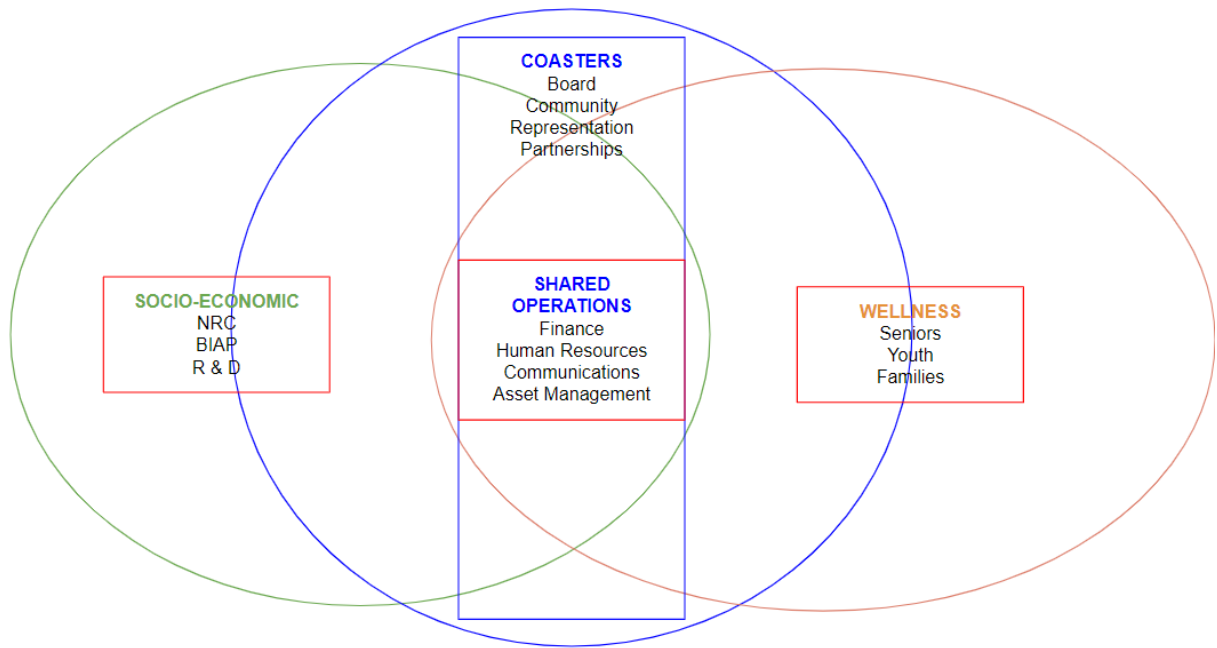 COASTERS
Board
Community
Representation
Partnerships
SOCIO-ECONOMIC
NRC
BIAP
R & D
SHARED
OPERATIONS
Finance
Human Resources
Communications
Asset Management
WELLNESS
Seniors
Youth
Families